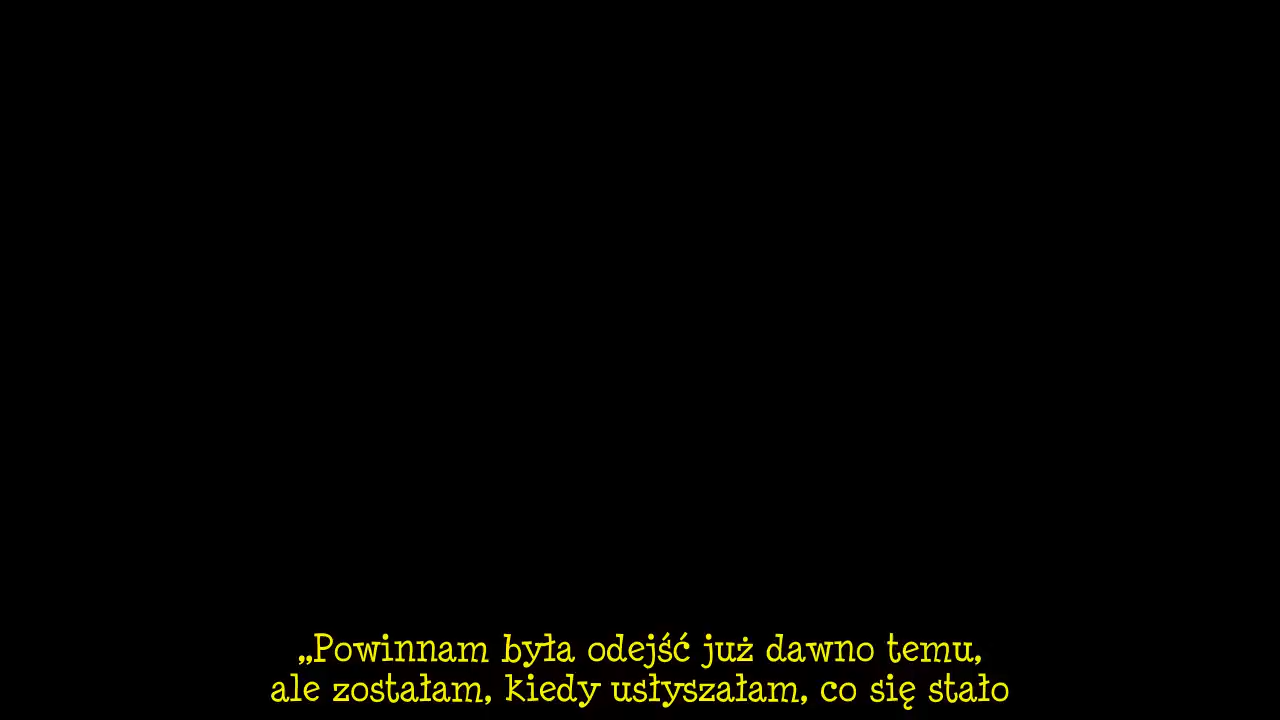 „Powinnam była odejść już dawno temu,
ale zostałam, kiedy usłyszałam, co się stało